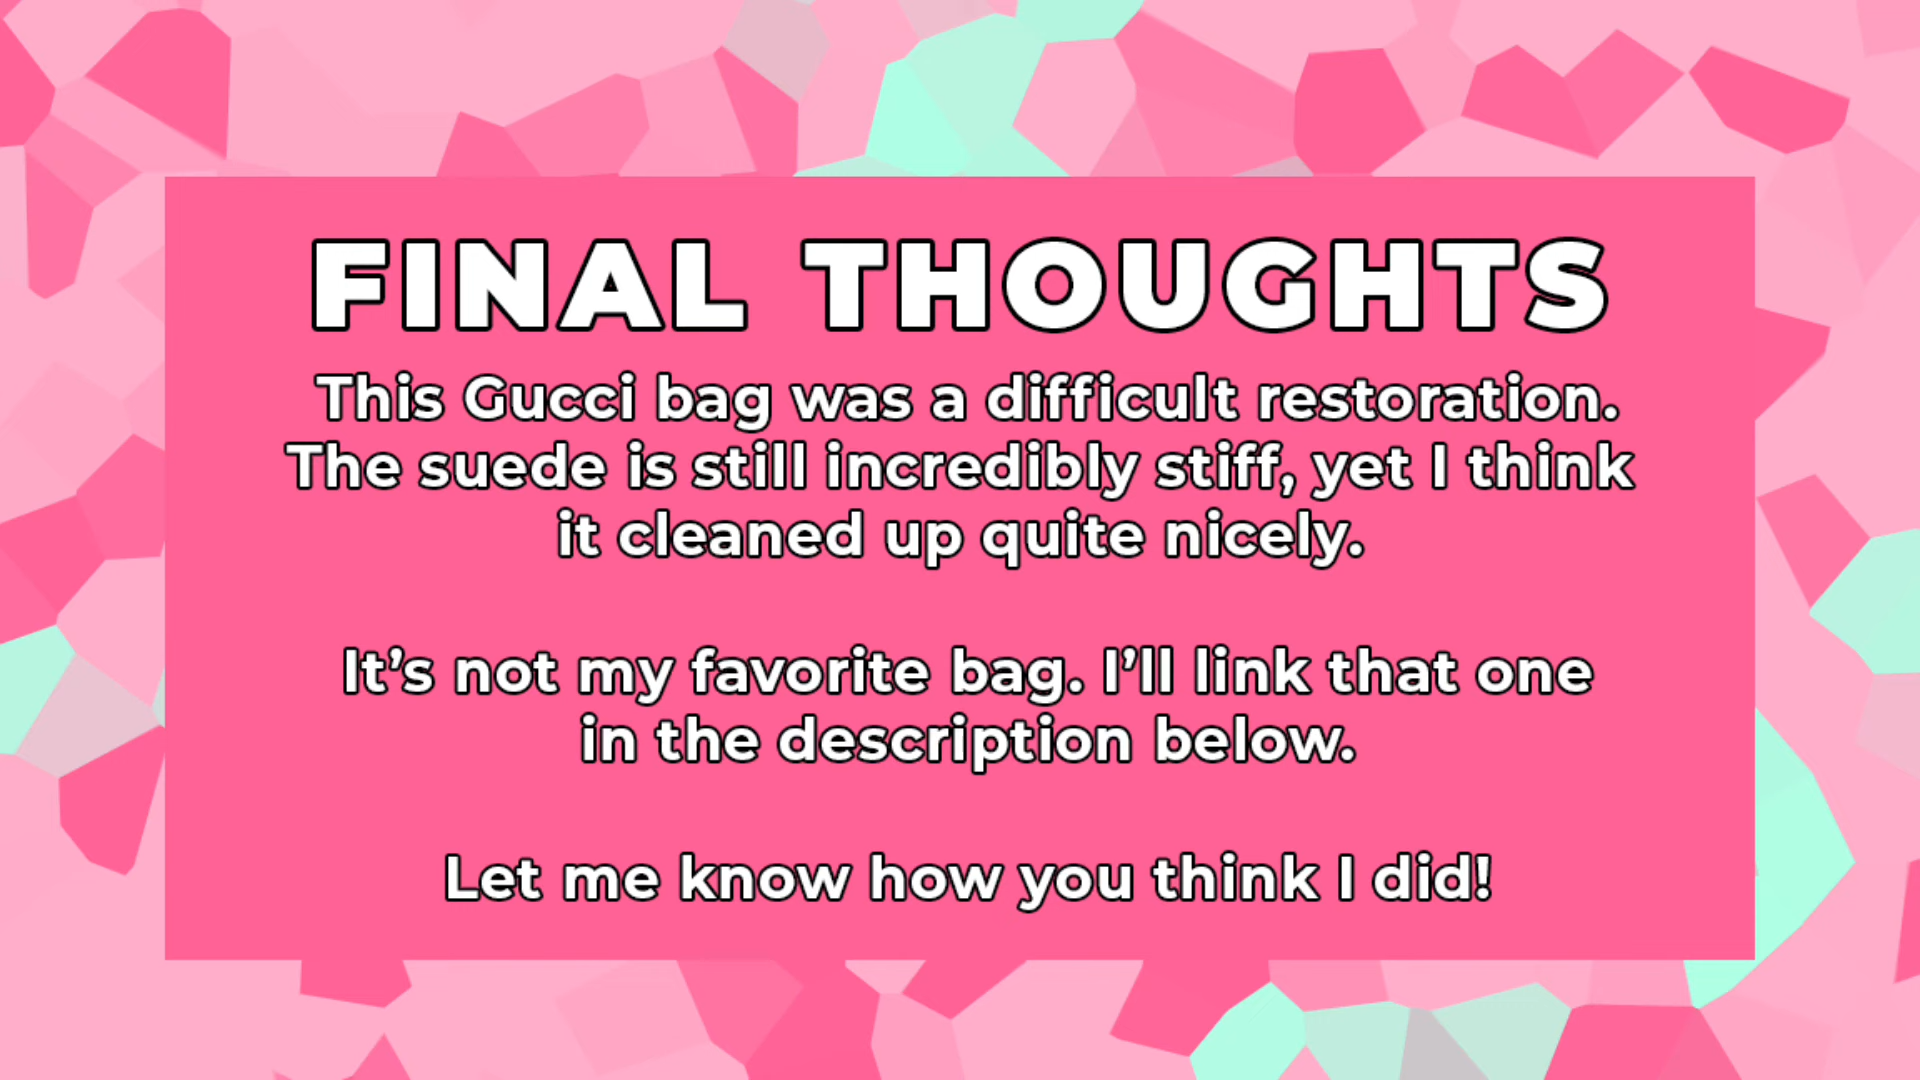 FINAL THOUGHTS
This Gucci bag was a difficult restoration.
The suede is still incredibly stiff, yet I think
it cleaned up quite nicely.
It’s not my favorite bag. I’ll link that one
in the description below.
Let me know how you think I did!